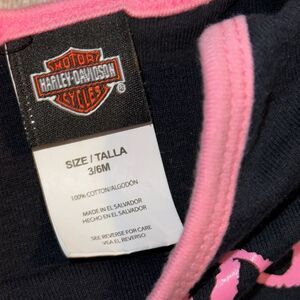 MOTOR
HARLEY-DAVIDSON
CYCLES
®
SIZE / TALLA
3/6M
100% COTTON/ALGODÓN
MADE IN EL SALVADOR
HECHO EN EL SALVADOR
SEE REVERSE FOR CARE
VEA EL REVERSO